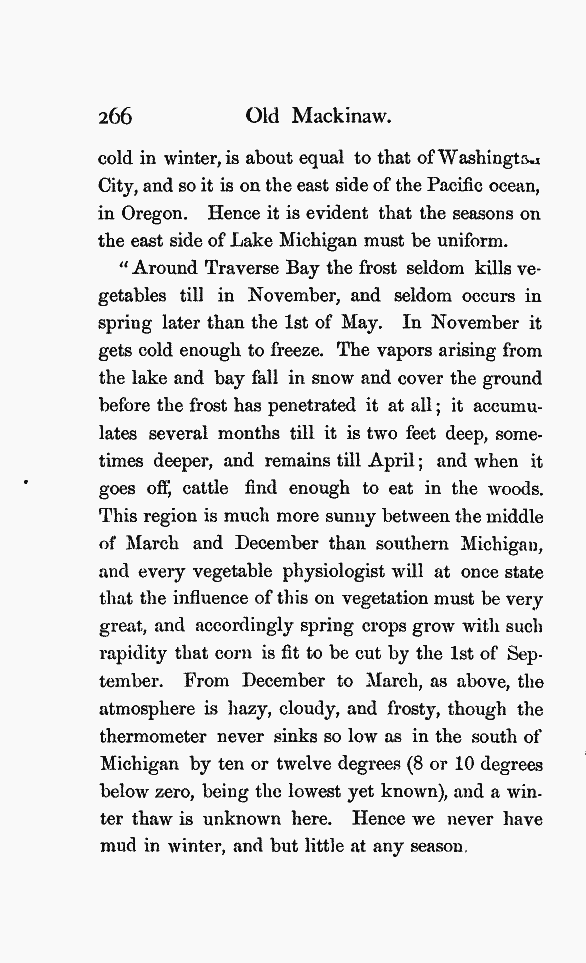 266 Old Mackinaw.
cold in winter, is about equal to that of Washington
City, and so it is on the east side of the Pacific ocean,
in Oregon. Hence it is evident that the seasons on
the east side of Lake Michigan must be uniform.
“Around Traverse Bay the frost seldom kills ve-
getables till in November, and seldom occurs in
spring later than the 1st of May. In November it
gets cold enough to freeze. The vapors arising from
the lake and bay fall in snow and cover the ground
before the frost has penetrated it at all; it accumu-
lates several months till it is two feet deep, some-
times deeper, and remains till April; and when it
goes off, cattle find enough to eat in the woods.
This region is much more sunny between the middle
of March and December than southern Michigan,
and every vegetable physiologist will at once state
that the influence of this on vegetation must be very
great, and accordingly spring crops grow with such
rapidity that corn is fit to be cut by the 1st of Sep-
tember. From December to March, as above, the
atmosphere is hazy, cloudy, and frosty, though the
thermometer never sinks so low as in the south of
Michigan by ten or twelve degrees (8 or 10 degrees
below zero, being the lowest yet known), and a win-
ter thaw is unknown here. Hence we never have
mud in winter, and but little at any season.